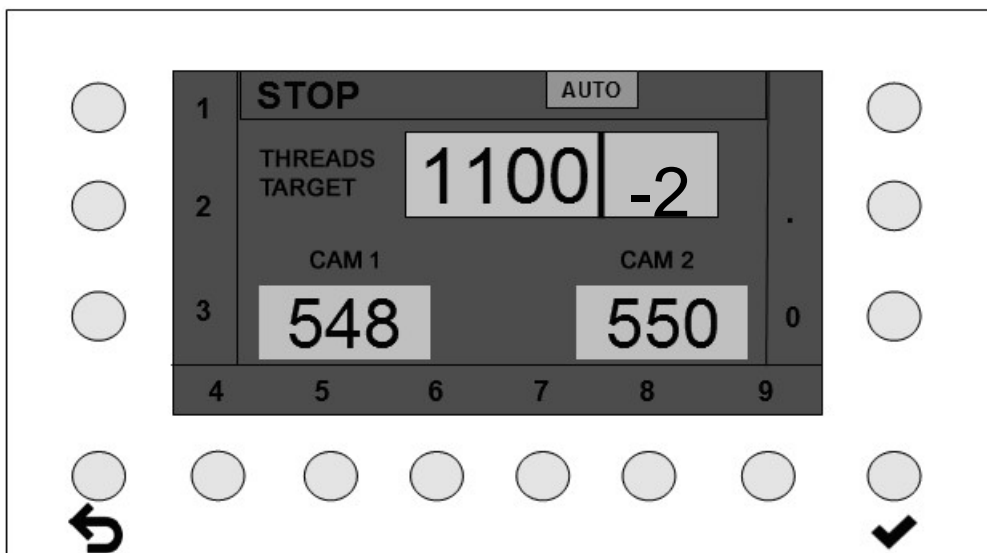 1 STOP AUTO
THREADS
TARGET
1100 -2
2 .
CAM 1 CAM 2
3 548 550 0
4 5 6 7 8 9